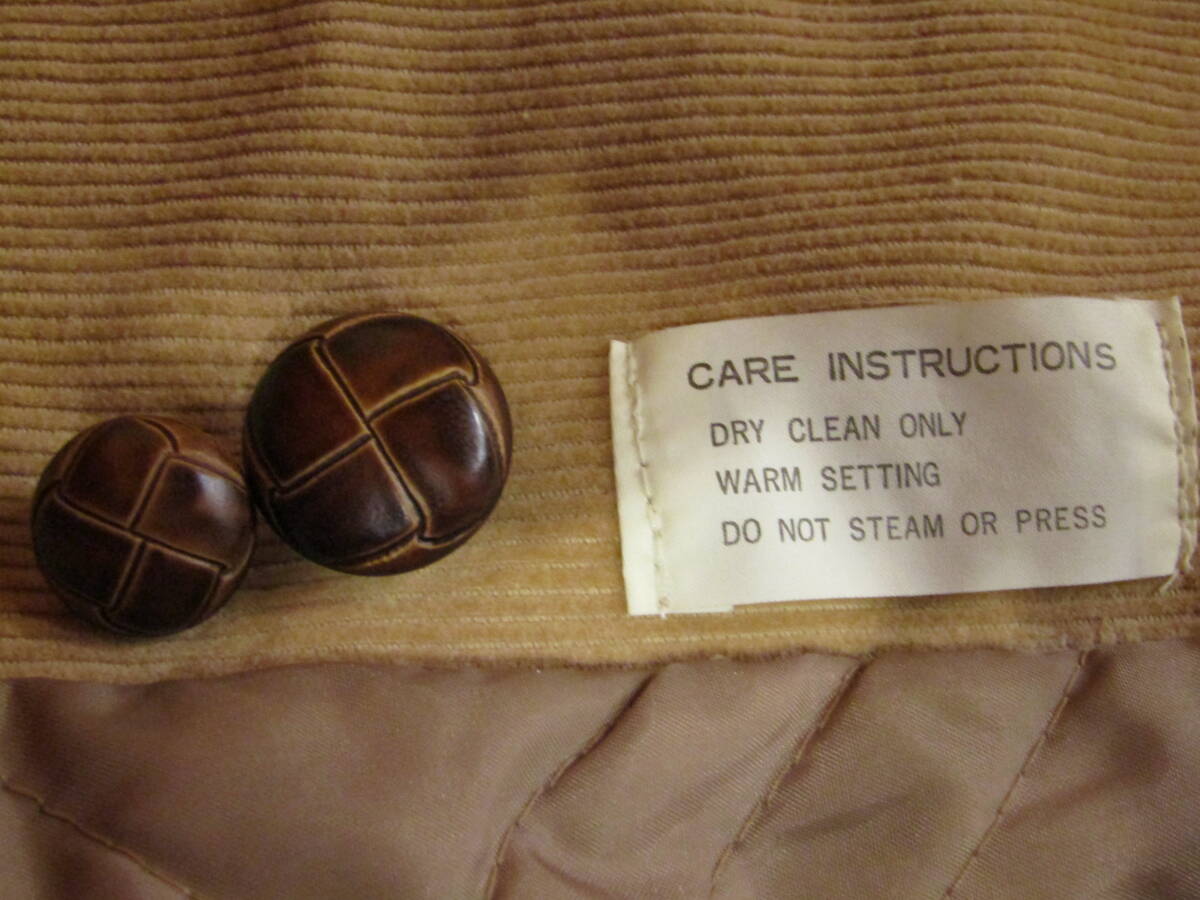 CARE INSTRUCTIONS
DRY CLEAN ONLY
WARM SETTING
DO NOT STEAM OR PRESS